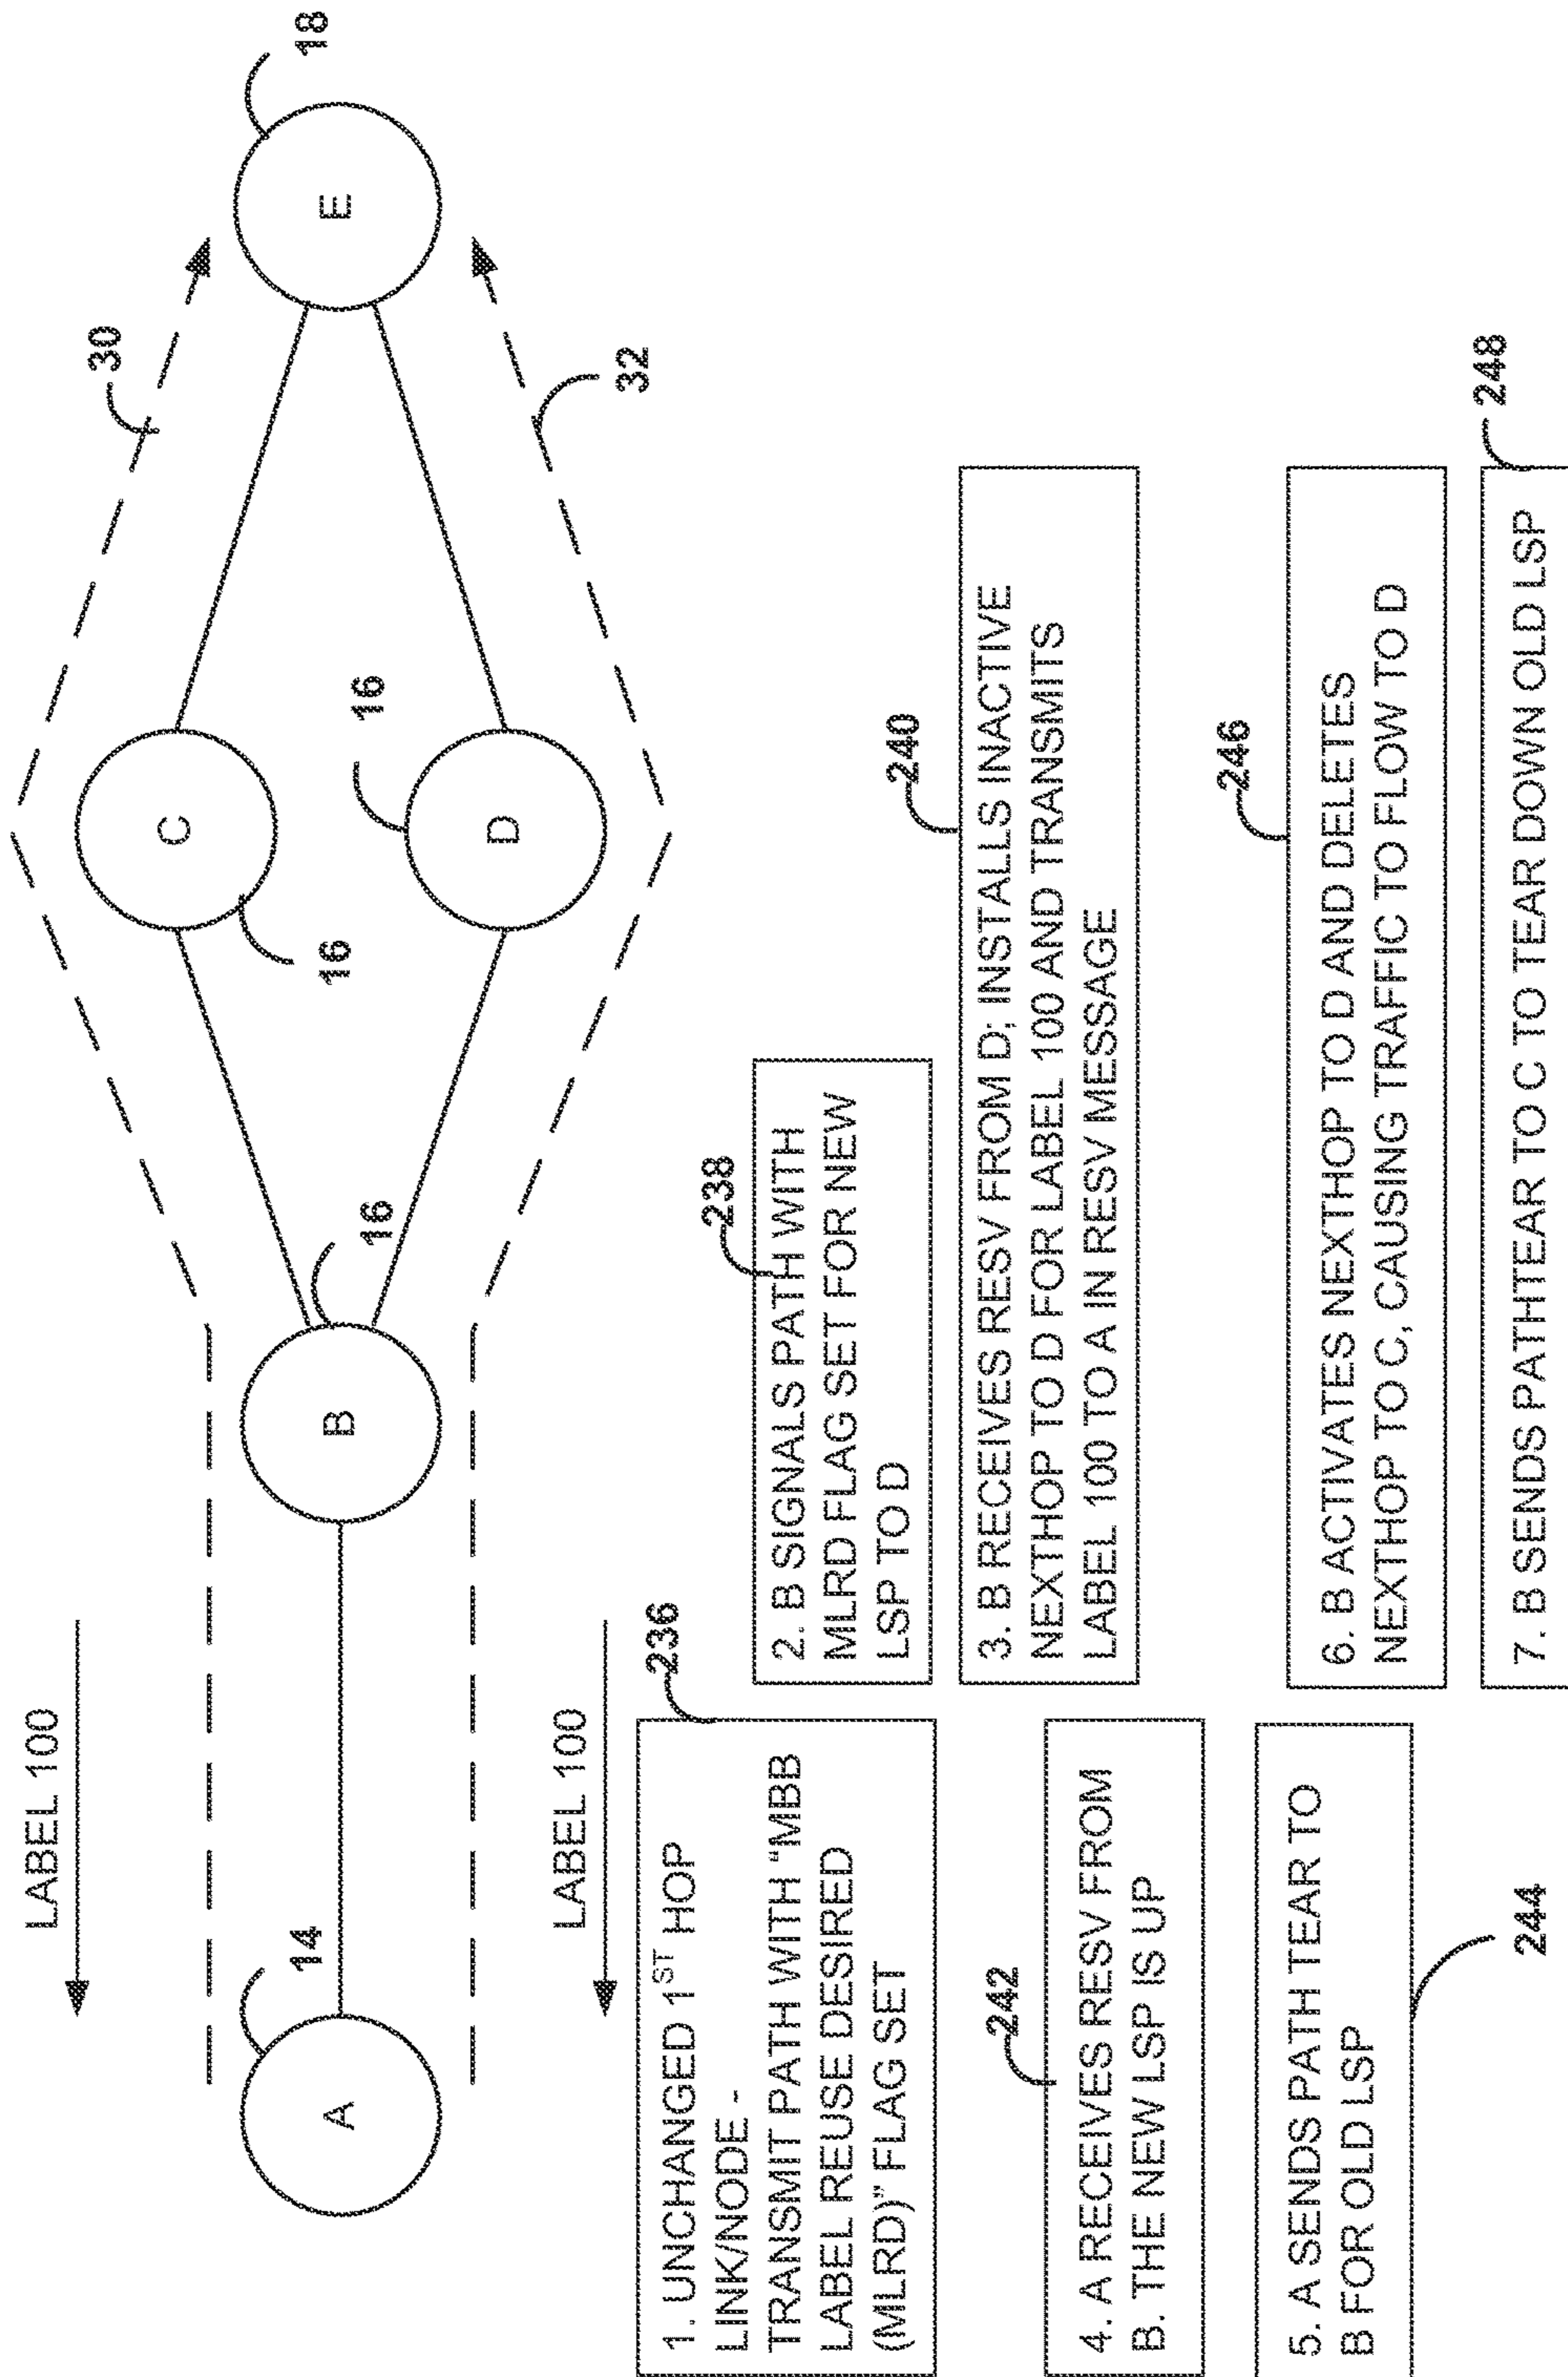 LABEL 100
30
18
14
A
B
16
C
16
16
D
E
32
LABEL 100
236
1. UNCHANGED 1ST HOP
LINK/NODE -
TRANSMIT PATH WITH "MBB
LABEL REUSE DESIRED
(MLRD)" FLAG SET
238
2. B SIGNALS PATH WITH
MLRD FLAG SET FOR NEW
LSP TO D
240
3. B RECEIVES RESV FROM D; INSTALLS INACTIVE
NEXTHOP TO D FOR LABEL 100 AND TRANSMITS
LABEL 100 TO A IN RESV MESSAGE
242
4. A RECEIVES RESV FROM
B. THE NEW LSP IS UP
5. A SENDS PATH TEAR TO
B FOR OLD LSP
244
246
6. B ACTIVATES NEXTHOP TO D AND DELETES
NEXTHOP TO C, CAUSING TRAFFIC TO FLOW TO D
248
7. B SENDS PATHTEAR TO C TO TEAR DOWN OLD LSP